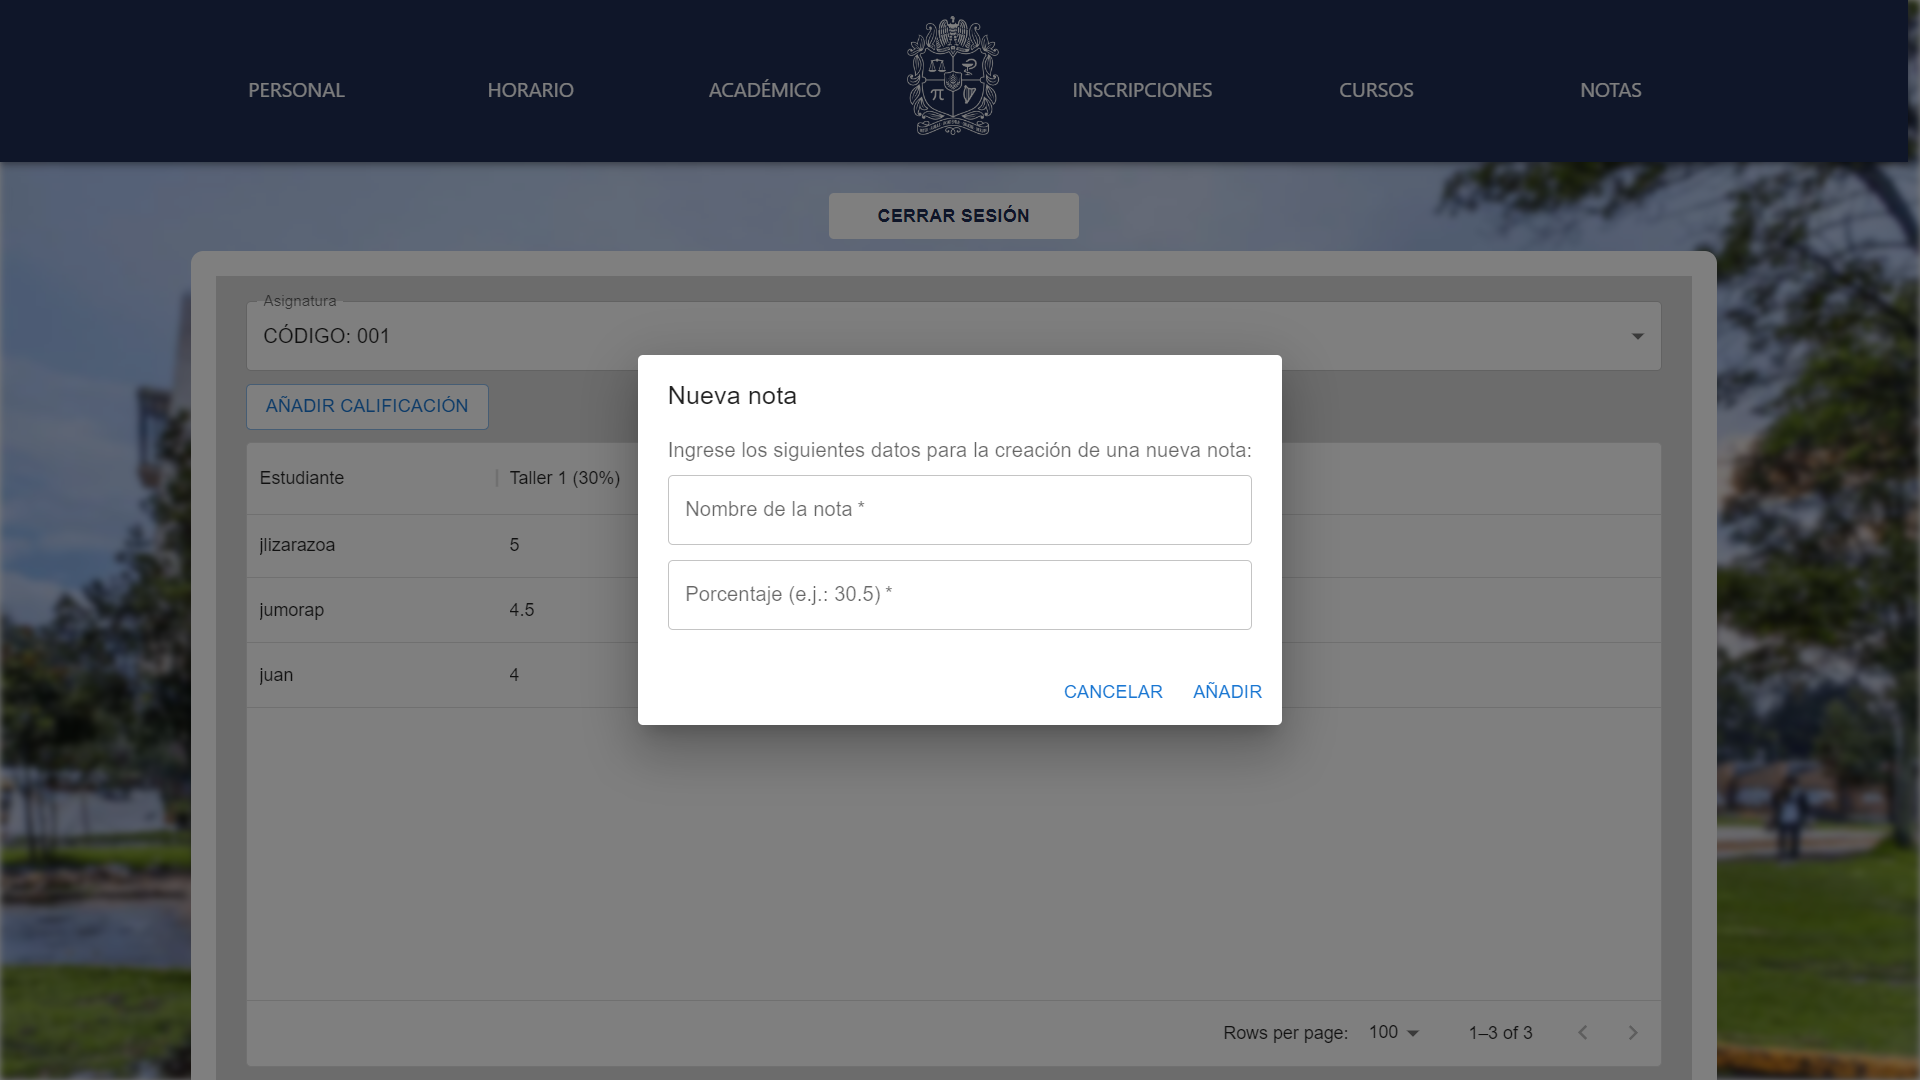 PERSONAL
HORARIO
ACADÉMICO
INSCRIPCIONES
CURSOS
NOTAS
CERRAR SESIÓN
Asignatura
CÓDIGO: 001
AÑADIR CALIFICACIÓN
Estudiante
Taller 1 (30%)
jlizarazoa
5
jumorap
4.5
juan
4
Nueva nota
Ingrese los siguientes datos para la creación de una nueva nota:
Nombre de la nota *
Porcentaje (e.j.: 30.5) *
CANCELAR
AÑADIR
Rows per page:
100
1–3 of 3